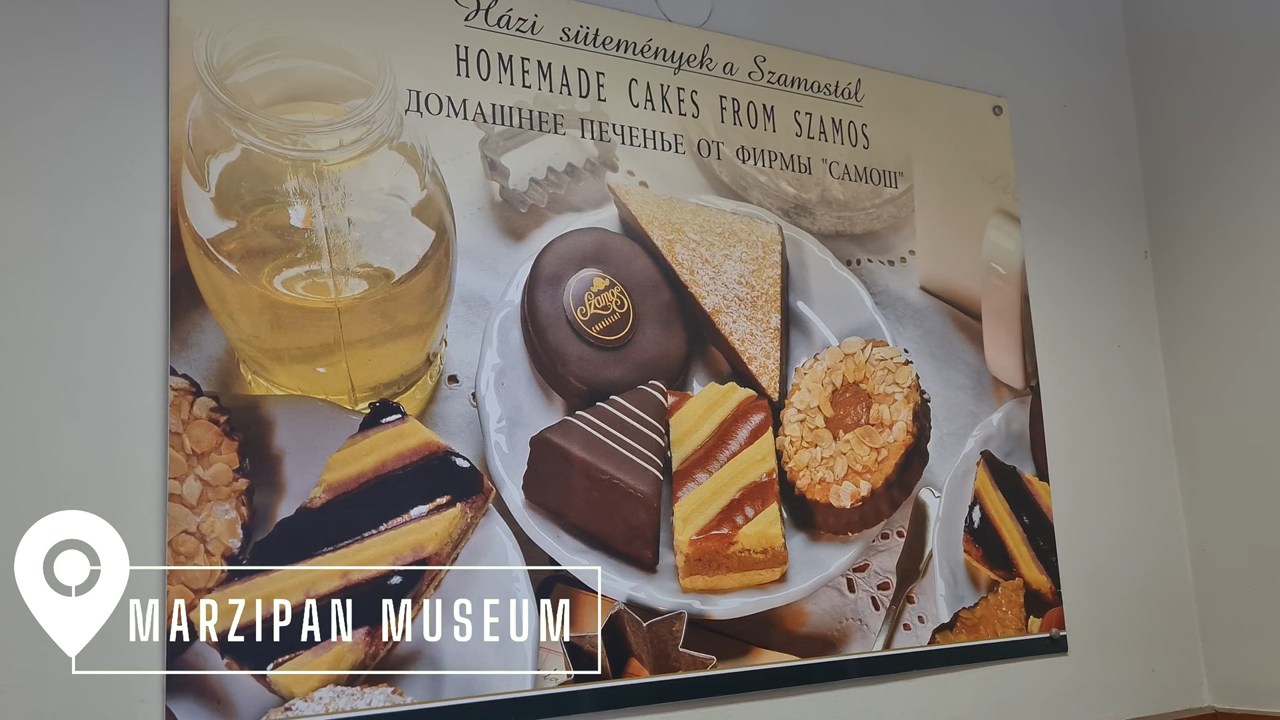 Házi sütemények a Szamostól
HOMEMADE CAKES FROM SZAMOS
ДОМАШНЕЕ ПЕЧЕНЬЕ ОТ ФИРМЫ "САМОШ"
Szamos
MARZIPAN MUSEUM